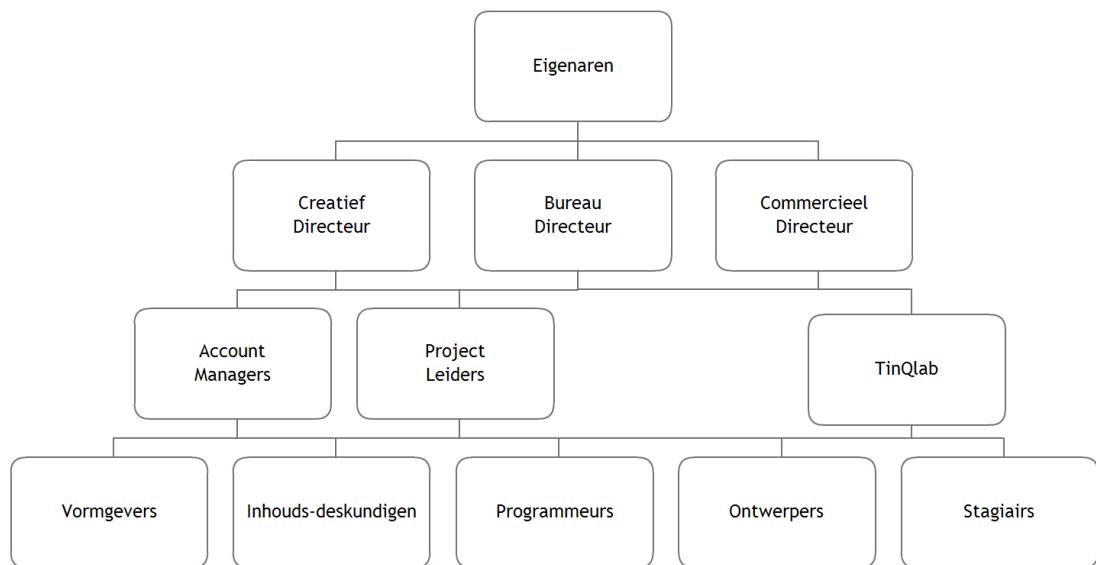 Eigenaren
Creatief
Directeur
Bureau
Directeur
Commercieel
Directeur
Account
Managers
Project
Leiders
TinQlab
Vormgevers
Inhouds-deskundigen
Programmeurs
Ontwerpers
Stagiairs